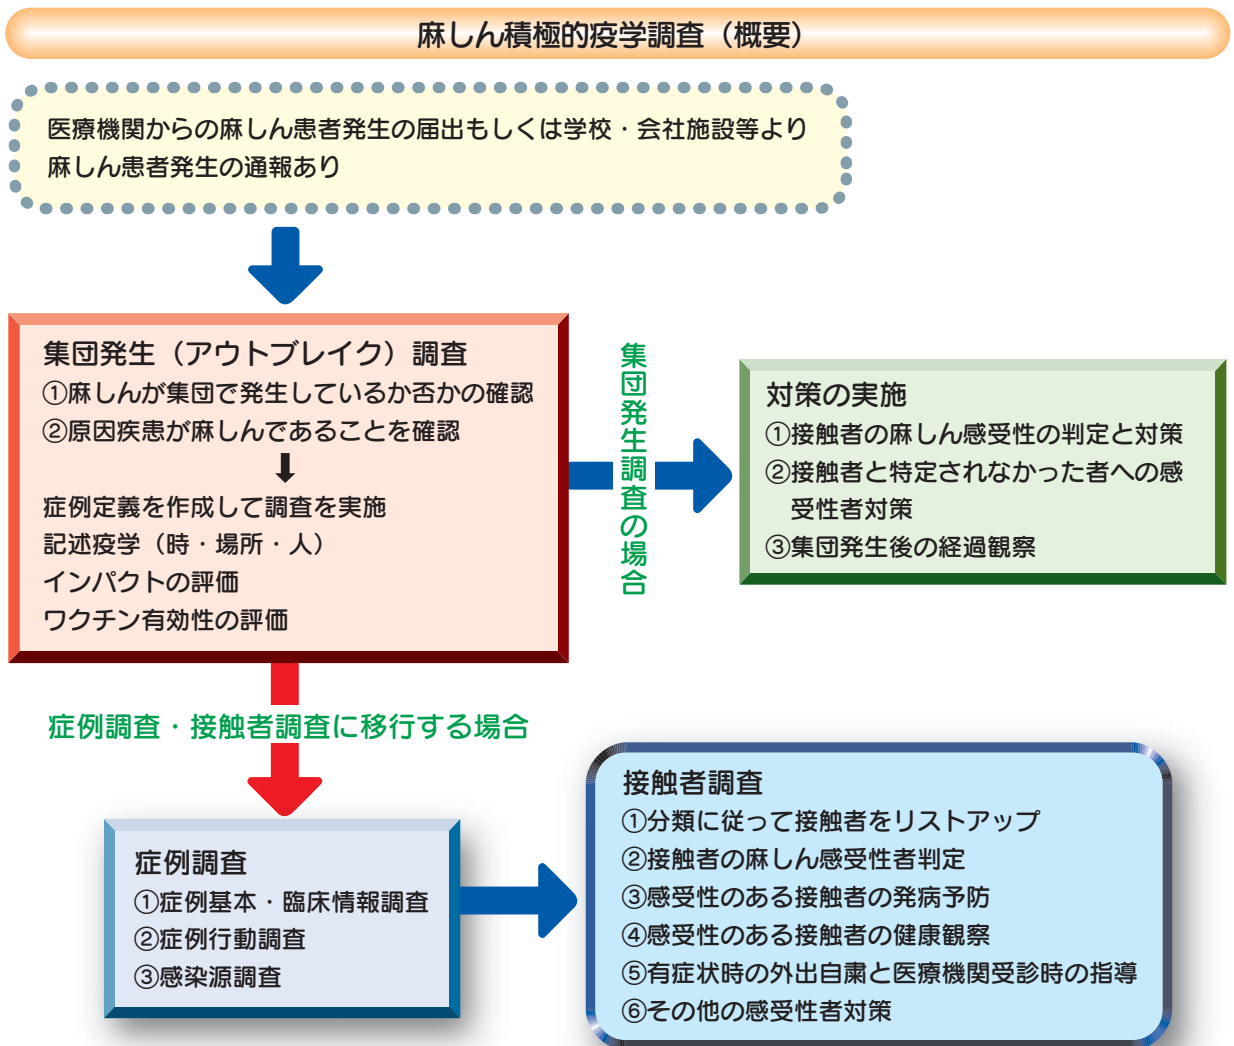 麻しん積極的疫学調査（概要）
医療機関からの麻しん患者発生の届出もしくは学校・会社施設等より
麻しん患者発生の通報あり
集団発生（アウトブレイク）調査
①麻しんが集団で発生しているか否かの確認
②原因疾患が麻しんであることを確認
症例定義を作成して調査を実施
記述疫学（時・場所・人）
インパクトの評価
ワクチン有効性の評価
集団発生調査の場合
対策の実施
①接触者の麻しん感受性の判定と対策
②接触者と特定されなかった者への感
受性者対策
③集団発生後の経過観察
症例調査・接触者調査に移行する場合
症例調査
①症例基本・臨床情報調査
②症例行動調査
③感染源調査
接触者調査
①分類に従って接触者をリストアップ
②接触者の麻しん感受性者判定
③感受性のある接触者の発病予防
④感受性のある接触者の健康観察
⑤有症状時の外出自粛と医療機関受診時の指導
⑥その他の感受性者対策